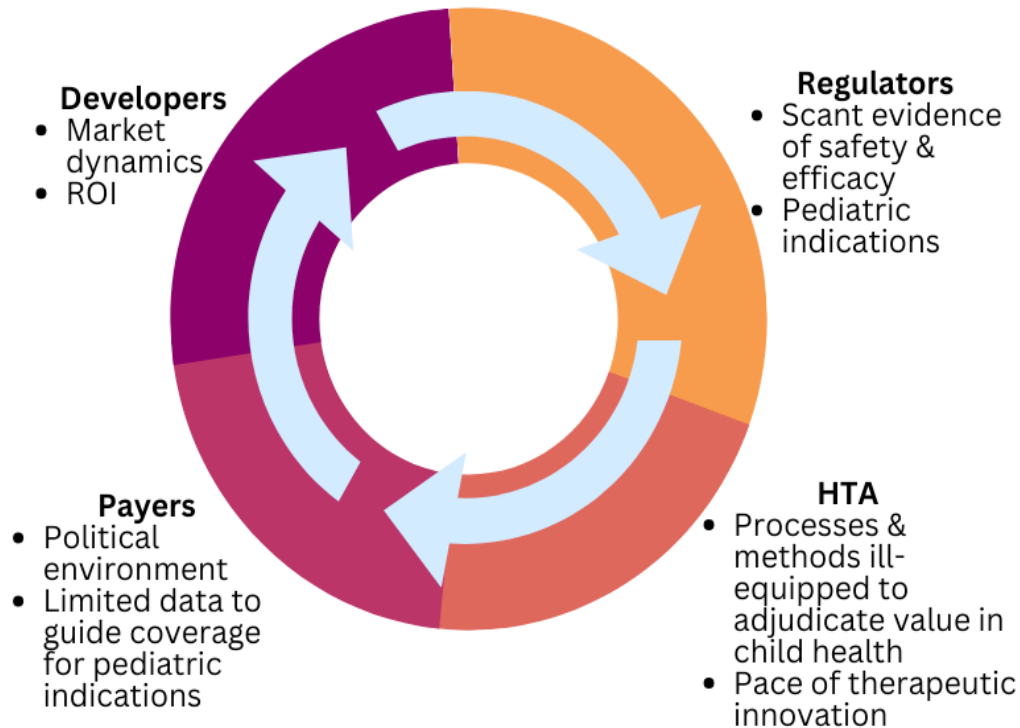 Developers
• Market
dynamics
• ROI
Regulators
• Scant evidence
of safety &
efficacy
• Pediatric
indications
Payers
• Political
environment
• Limited data to
guide coverage
for pediatric
indications
HTA
• Processes &
methods ill-
equipped to
adjudicate value in
child health
• Pace of therapeutic
innovation